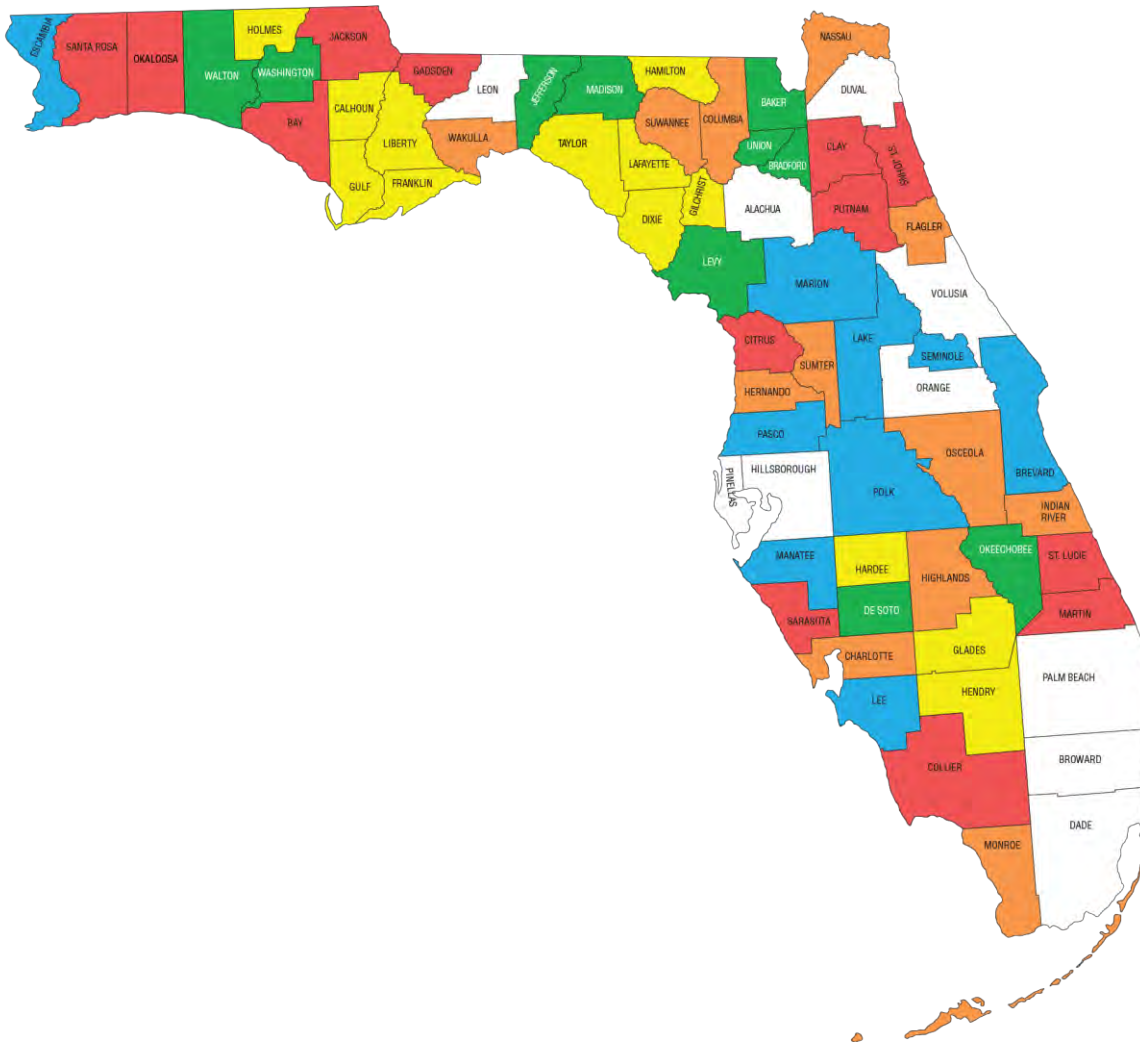 ESCAMBIA
SANTA ROSA
OKALOOSA
WALTON
HOLMES
WASHINGTON
JACKSON
BAY
CALHOUN
GULF
LIBERTY
FRANKLIN
GADSDEN
LEON
WAKULLA
JEFFERSON
MADISON
TAYLOR
HAMILTON
SUWANNEE
LAFAYETTE
DIXIE
COLUMBIA
GILCHRIST
BAKER
UNION
BRADFORD
ALACHUA
LEVY
NASSAU
DUVAL
CLAY
ST. JOHNS
PUTNAM
FLAGLER
MARION
VOLUSIA
CITRUS
SUMTER
LAKE
SEMINOLE
ORANGE
HERNANDO
PASCO
PINELLAS
HILLSBOROUGH
POLK
OSCEOLA
BREVARD
INDIAN
RIVER
MANATEE
HARDEE
HIGHLANDS
OKEECHOBEE
ST. LUCIE
SARASOTA
DE SOTO
MARTIN
CHARLOTTE
GLADES
LEE
HENDRY
PALM BEACH
COLLIER
BROWARD
DADE
MONROE